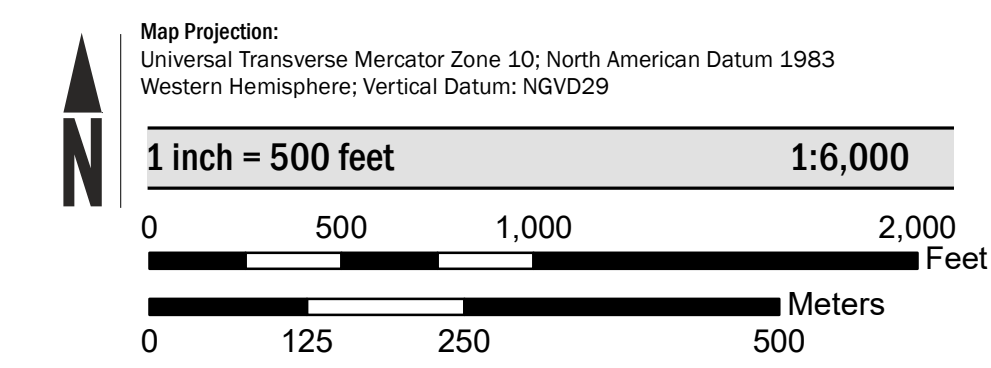 Map Projection:
Universal Transverse Mercator Zone 10; North American Datum 1983
Western Hemisphere; Vertical Datum: NGVD29
N
1 inch = 500 feet 1:6,000
0 500 1,000 2,000
Feet
Meters
0 125 250 500